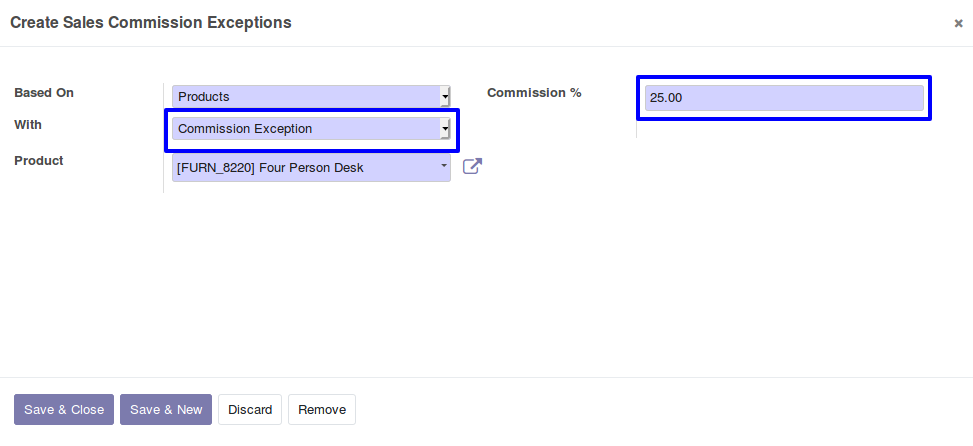 Create Sales Commission Exceptions ×
Based On Products Commission % 25.00
With Commission Exception
Product [FURN_8220] Four Person Desk
Save & Close Save & New Discard Remove